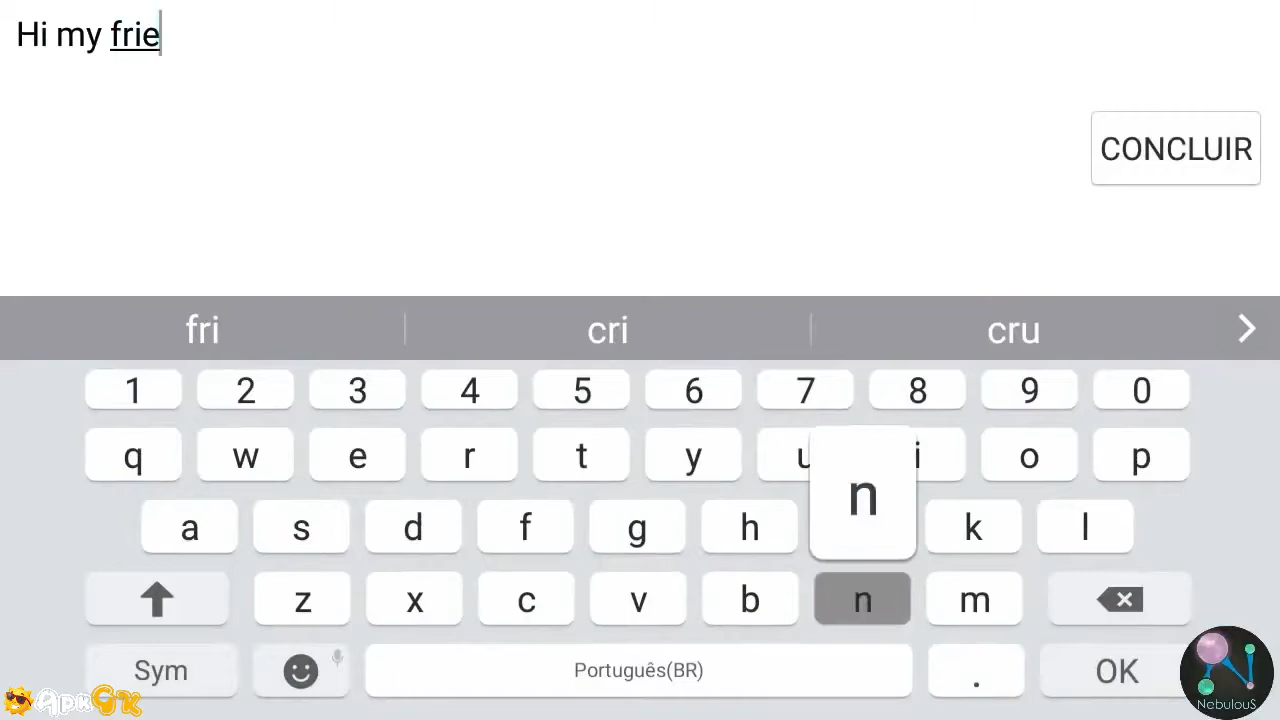 Hi my frie
CONCLUIR
fri cri cru
1 2 3 4 5 6 7 8 9 0
q w e r t y u i o p
n
a s d f g h k l
z x c v b n m
Sym Português(BR) . OK
ApkGK
NebulouS